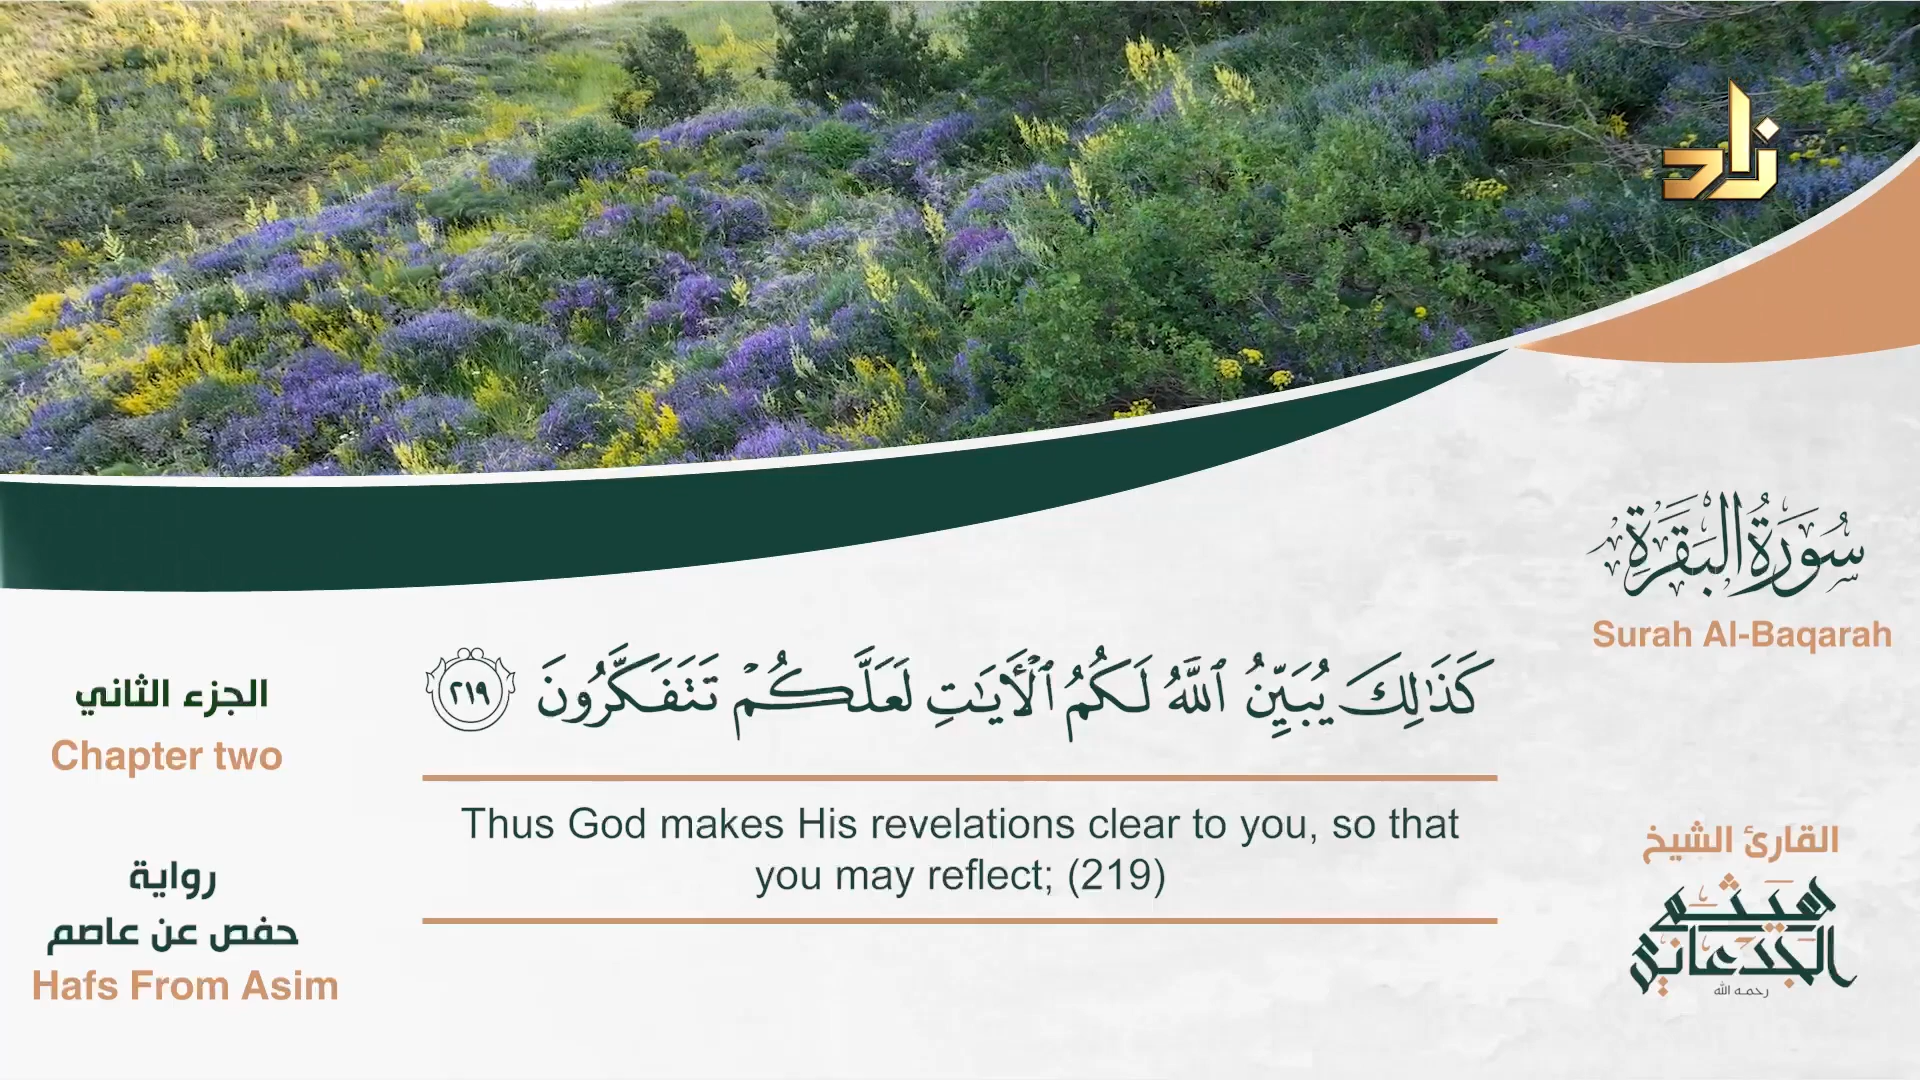 زاد
سُورَةُ البَقَرَةِ
Surah Al-Baqarah
كَذَٰلِكَ يُبَيِّنُ ٱللَّهُ لَكُمُ ٱلْأٓيَٰتِ لَعَلَّكُمْ تَتَفَكَّرُونَ ٢١٩
Thus God makes His revelations clear to you, so that
you may reflect; (219)
الجزء الثاني
Chapter two
رواية
حفص عن عاصم
Hafs From Asim
القارئ الشيخ
هيثم
الجدعاني
رحمه الله